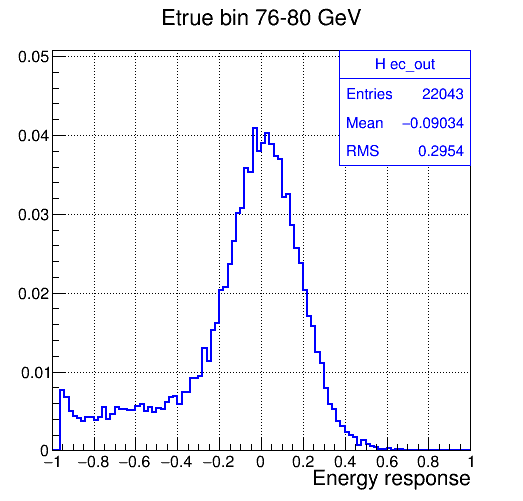 Etrue bin 76-80 GeV
H ec_out
Entries 22043
Mean −0.09034
RMS 0.2954
0.05
0.04
0.03
0.02
0.01
0
−1 −0.8 −0.6 −0.4 −0.2 0 0.2 0.4 0.6 0.8 1
Energy response